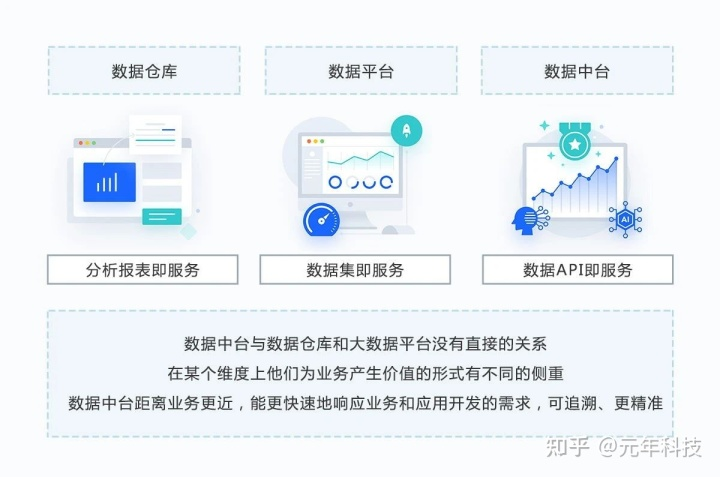 数据仓库
数据平台
数据中台
AI
分析报表即服务
数据集即服务
数据API即服务
数据中台与数据仓库和大数据平台没有直接的关系
在某个维度上他们为业务产生价值的形式有不同的侧重
数据中台距离业务更近，能更快速地响应业务和应用开发的需求，可追溯、更精准
知乎 @元年科技